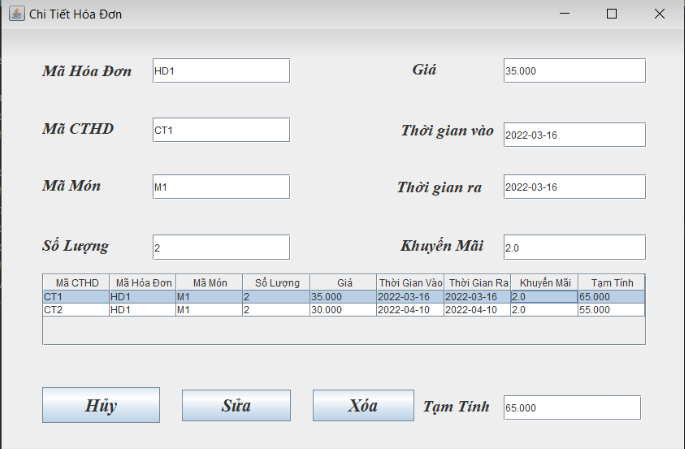 Chi Tiết Hóa Đơn
Mã Hóa Đơn HD1 Giá 35.000
Mã CTHD CT1 Thời gian vào 2022-03-16
Mã Món M1 Thời gian ra 2022-03-16
Số Lượng 2 Khuyến Mãi 2.0
Mã CTHD Mã Hóa Đơn Mã Món Số Lượng Giá Thời Gian Vào Thời Gian Ra Khuyến Mãi Tạm Tính
CT1 HD1 M1 2 35.000 2022-03-16 2022-03-16 2.0 65.000
CT2 HD1 M1 2 30.000 2022-04-10 2022-04-10 2.0 55.000
Hủy Sửa Xóa Tạm Tính 65.000